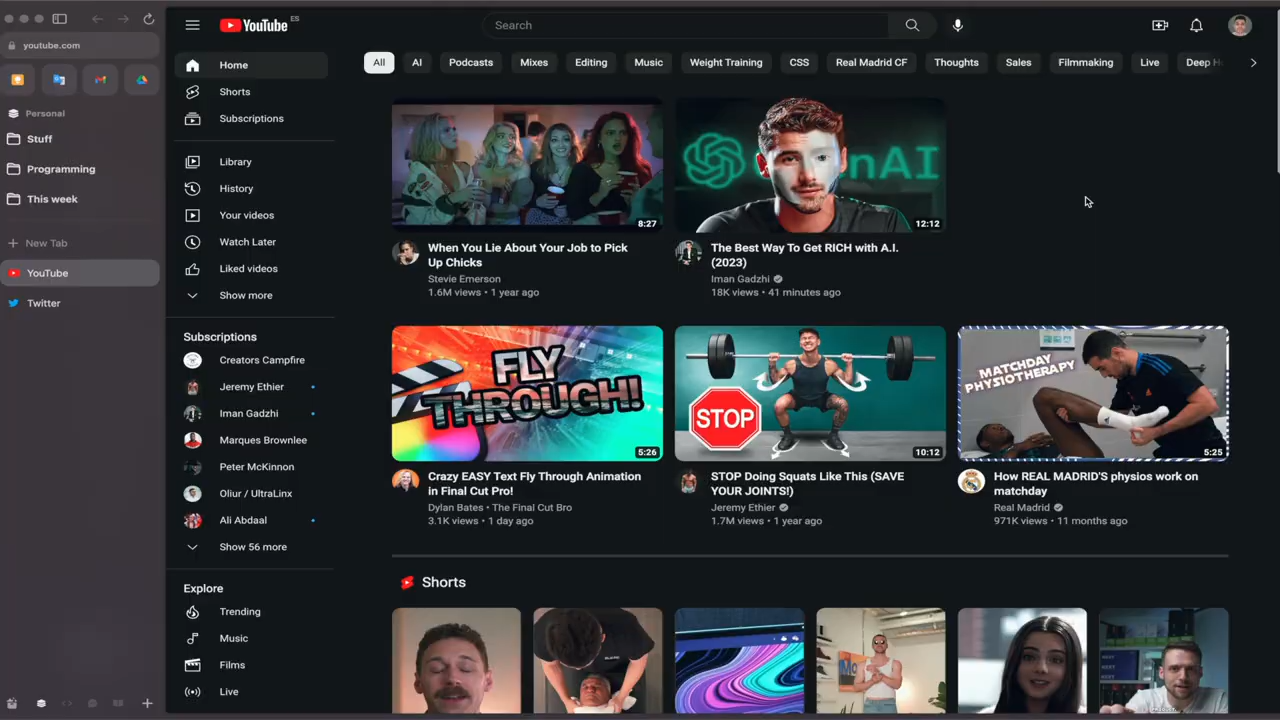 youtube.com
Personal
Stuff
Programming
This week
New Tab
YouTube
Twitter
YouTube ES
Search
Home
Shorts
Subscriptions
Library
History
Your videos
Watch Later
Liked videos
Show more
Subscriptions
Creators Campfire
Jeremy Ethier
Iman Gadzhi
Marques Brownlee
Peter McKinnon
Oliur / UltraLinx
Ali Abdaal
Show 56 more
Explore
Trending
Music
Films
Live
All AI Podcasts Mixes Editing Music Weight Training CSS Real Madrid CF Thoughts Sales Filmmaking Live Deep H
8:27
When You Lie About Your Job to Pick
Up Chicks
Stevie Emerson
1.6M views • 1 year ago
nAI
12:12
The Best Way To Get RICH with A.I.
(2023)
Iman Gadzhi
18K views • 41 minutes ago
FLY
THROUGH!
5:26
Crazy EASY Text Fly Through Animation
in Final Cut Pro!
Dylan Bates • The Final Cut Bro
3.1K views • 1 day ago
STOP
10:12
STOP Doing Squats Like This (SAVE
YOUR JOINTS!)
Jeremy Ethier
1.7M views • 1 year ago
MATCHDAY
PHYSIOTHERAPY
5:25
How REAL MADRID'S physios work on
matchday
Real Madrid
971K views • 11 months ago
Shorts